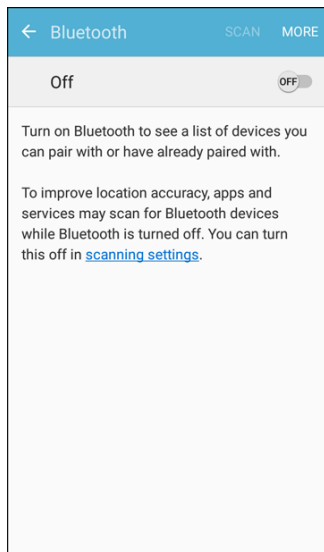 Bluetooth SCAN MORE
Off OFF
Turn on Bluetooth to see a list of devices you
can pair with or have already paired with.
To improve location accuracy, apps and
services may scan for Bluetooth devices
while Bluetooth is turned off. You can turn
this off in scanning settings.